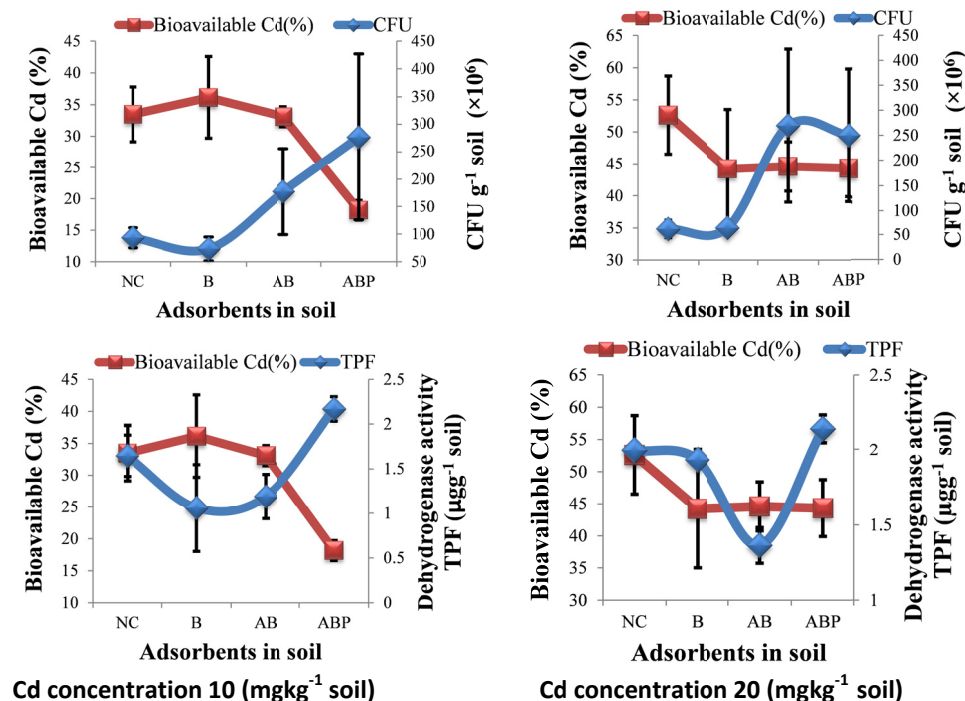 Bioavailable Cd(%) CFU
Bioavailable Cd (%)
45
40
35
30
25
20
15
10
450
400
350
300
250
200
150
100
50
CFU g⁻¹ soil (×10⁶)
NC B AB ABP
Adsorbents in soil
Bioavailable Cd(%) CFU
Bioavailable Cd (%)
65
60
55
50
45
40
35
30
450
400
350
300
250
200
150
100
50
0
CFU g⁻¹ soil (×10⁶)
NC B AB ABP
Adsorbents in soil
Bioavailable Cd(%) TPF
Bioavailable Cd (%)
45
40
35
30
25
20
15
10
2.5
2
1.5
1
0.5
0
Dehydrogenase activity
TPF (µgg⁻¹ soil)
NC B AB ABP
Adsorbents in soil
Bioavailable Cd(%) TPF
Bioavailable Cd (%)
65
60
55
50
45
40
35
30
2.5
2
1.5
1
Dehydrogenase activity
TPF (µgg⁻¹ soil)
NC B AB ABP
Adsorbents in soil
Cd concentration 10 (mgkg⁻¹ soil)
Cd concentration 20 (mgkg⁻¹ soil)